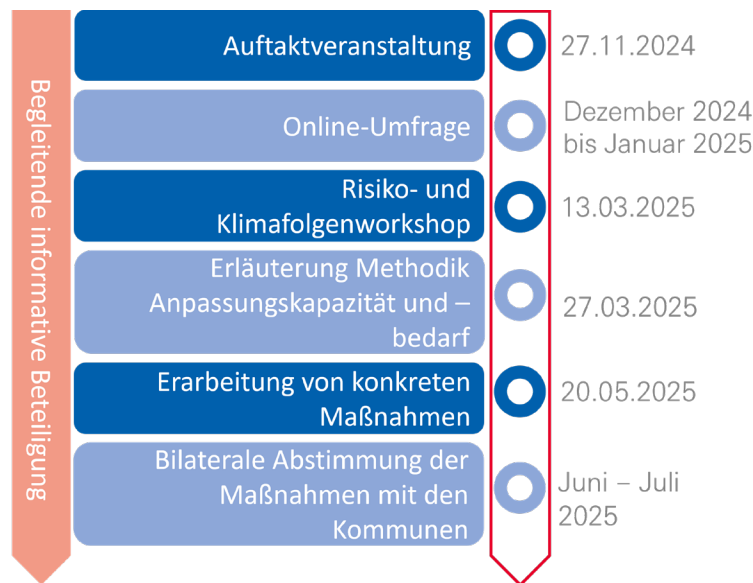 Begleitende informative Beteiligung
Auftaktveranstaltung
27.11.2024
Online-Umfrage
Dezember 2024
bis Januar 2025
Risiko- und
Klimafolgenworkshop
13.03.2025
Erläuterung Methodik
Anpassungskapazität und –
bedarf
27.03.2025
Erarbeitung von konkreten
Maßnahmen
20.05.2025
Bilaterale Abstimmung der
Maßnahmen mit den
Kommunen
Juni – Juli
2025